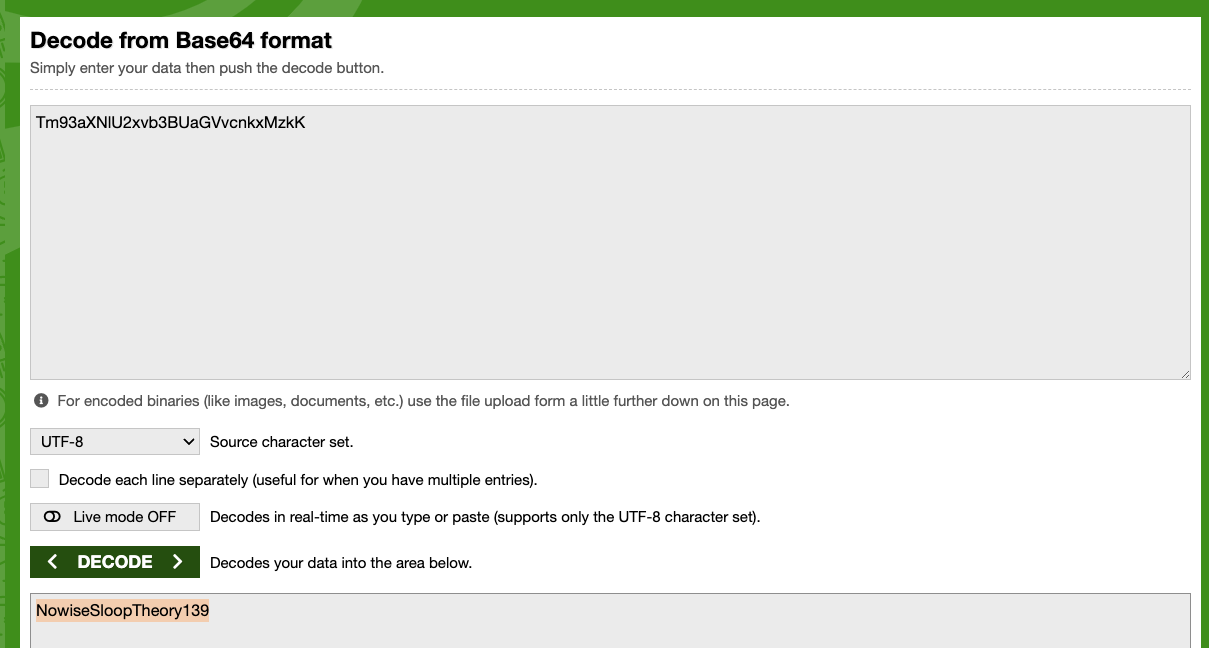 Decode from Base64 format
Simply enter your data then push the decode button.
Tm93aXNlU2xvb3BUaGVvcnkxMzkK
For encoded binaries (like images, documents, etc.) use the file upload form a little further down on this page.
UTF-8 Source character set.
Decode each line separately (useful for when you have multiple entries).
Live mode OFF Decodes in real-time as you type or paste (supports only the UTF-8 character set).
< DECODE > Decodes your data into the area below.
NowiseSloopTheory139